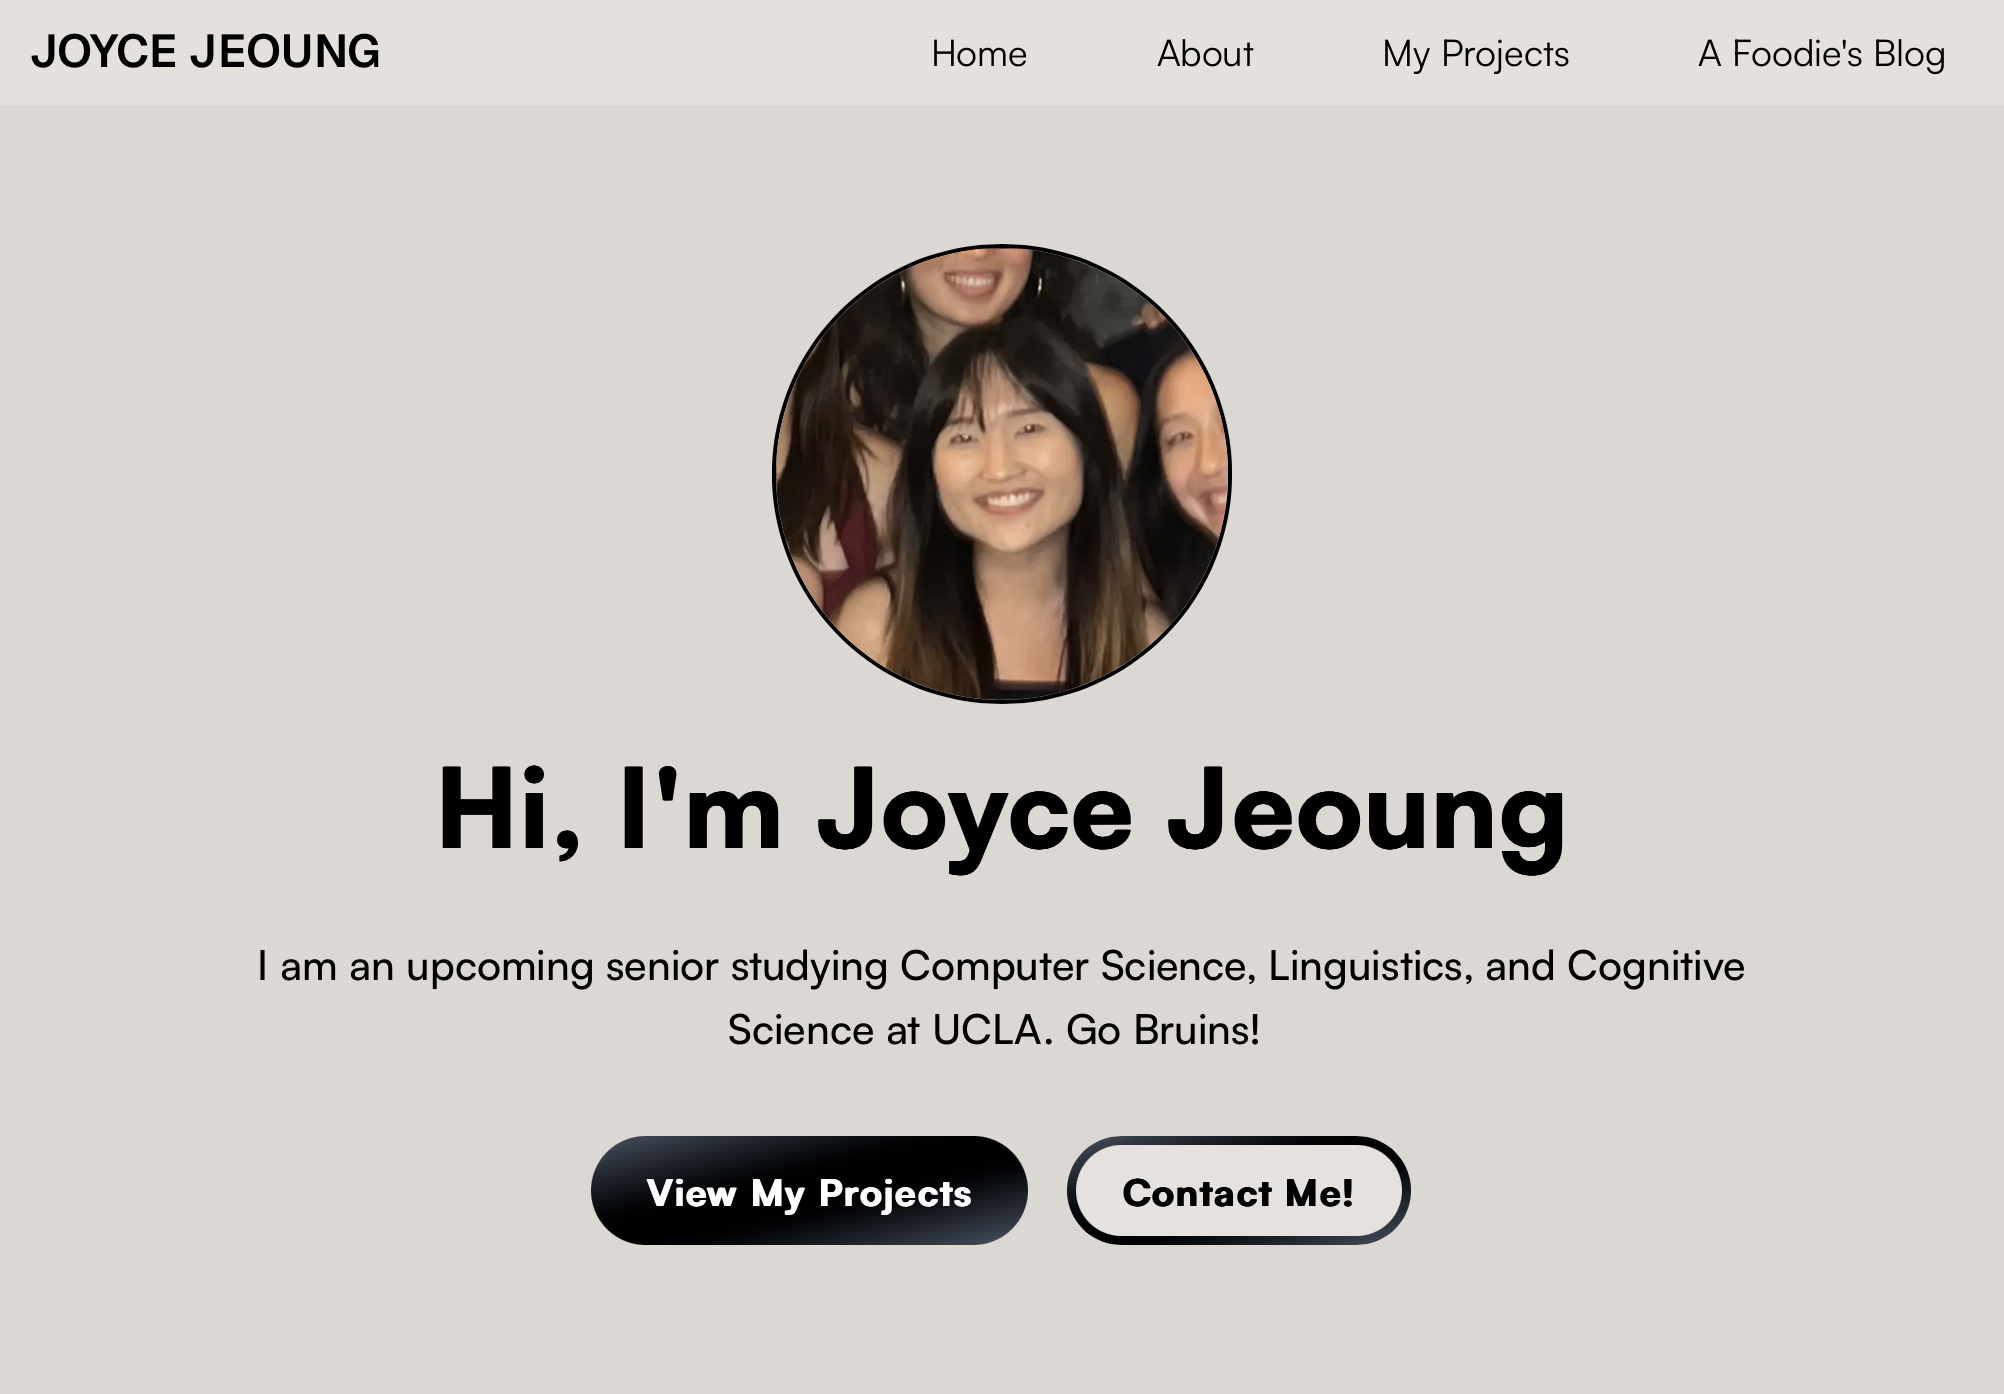 JOYCE JEOUNG
Home
About
My Projects
A Foodie's Blog
Hi, I'm Joyce Jeoung
I am an upcoming senior studying Computer Science, Linguistics, and Cognitive
Science at UCLA. Go Bruins!
View My Projects
Contact Me!